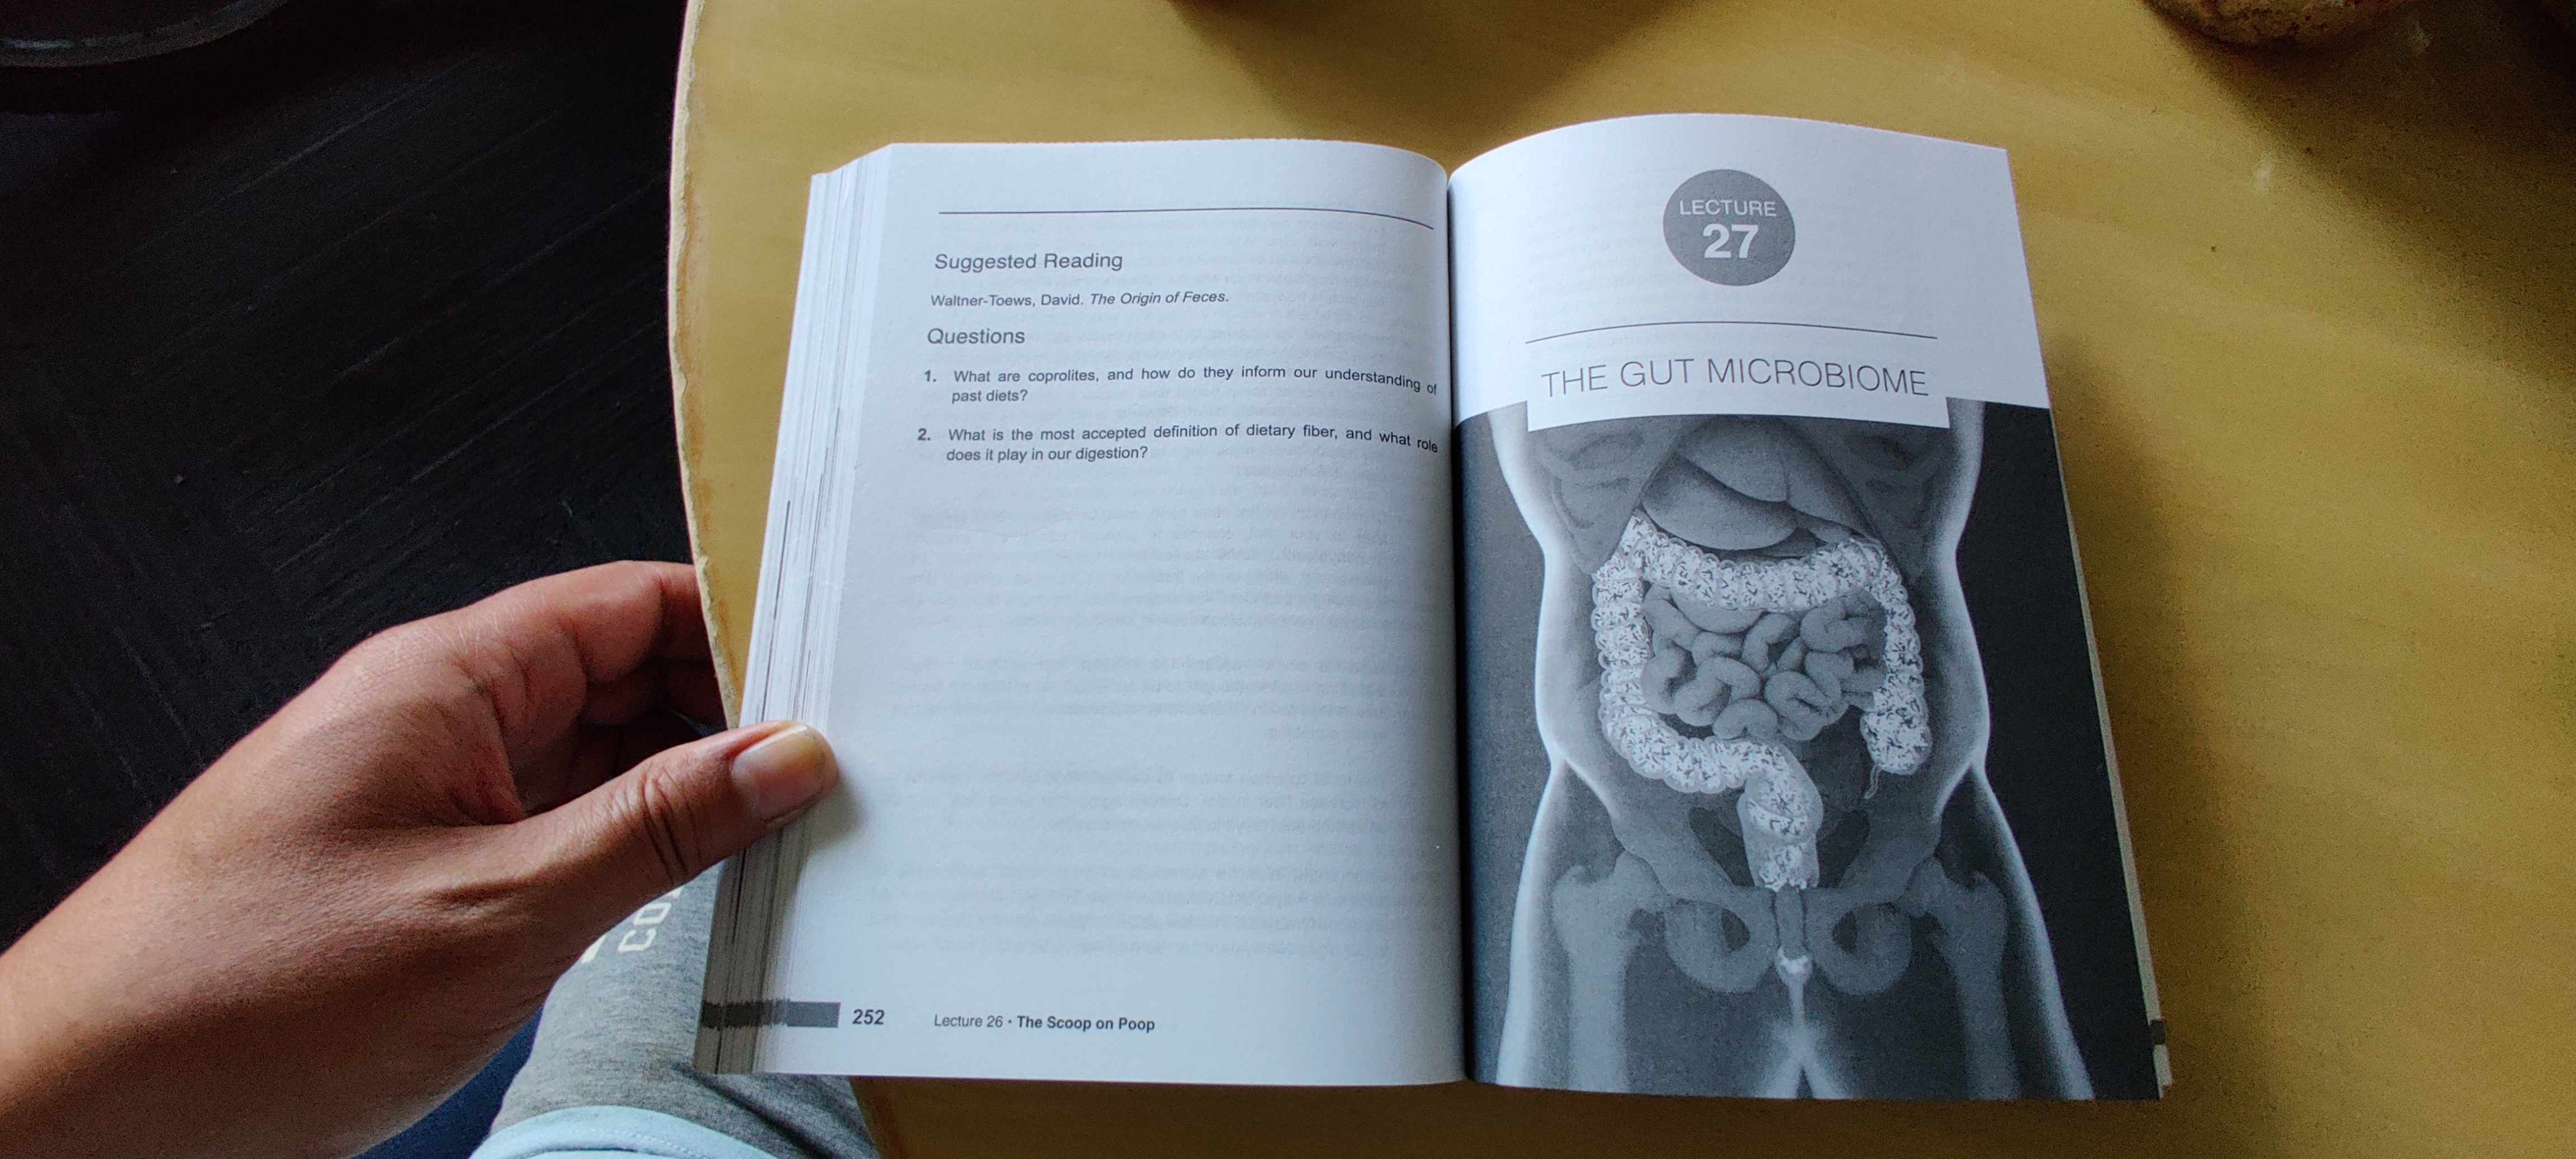 Suggested Reading
Waltner-Toews, David. The Origin of Feces.
Questions
1. What are coprolites, and how do they inform our understanding of
past diets?
2. What is the most accepted definition of dietary fiber, and what role
does it play in our digestion?
252 Lecture 26 • The Scoop on Poop
LECTURE
27
THE GUT MICROBIOME